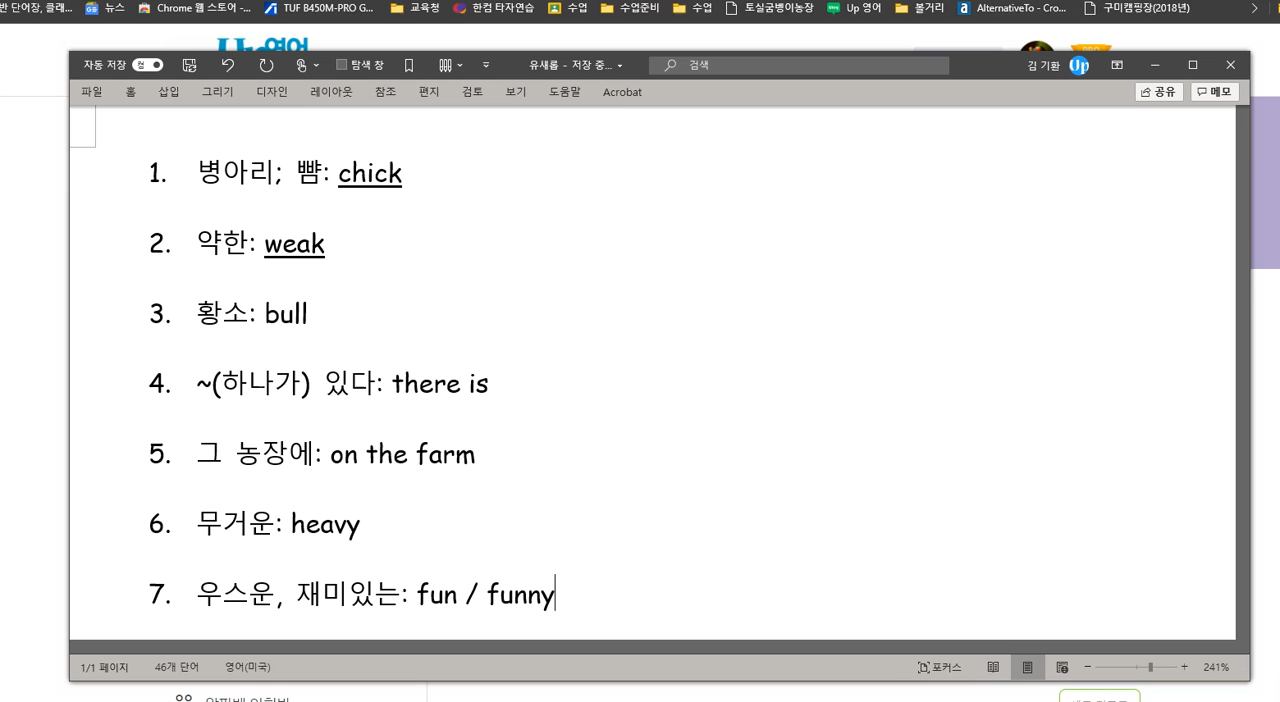 반 단어장, 클래... 뉴스 Chrome 웹 스토어 -... TUF B450M-PRO G... 교육청 한컴 타자연습 수업 수업준비 수업 토실굼벵이농장 Up 영어 볼거리 AlternativeTo - Cro... 구미캠핑장(2018년)
자동 저장 컴 탐색 창 유새롬 - 저장 중... 검색 김 기환 Up
파일 홈 삽입 그리기 디자인 레이아웃 참조 편지 검토 보기 도움말 Acrobat 공유 메모
1. 병아리; 뺨: chick
2. 약한: weak
3. 황소: bull
4. ~(하나가) 있다: there is
5. 그 농장에: on the farm
6. 무거운: heavy
7. 우스운, 재미있는: fun / funny
1/1 페이지 46개 단어 영어(미국) 포커스 241%